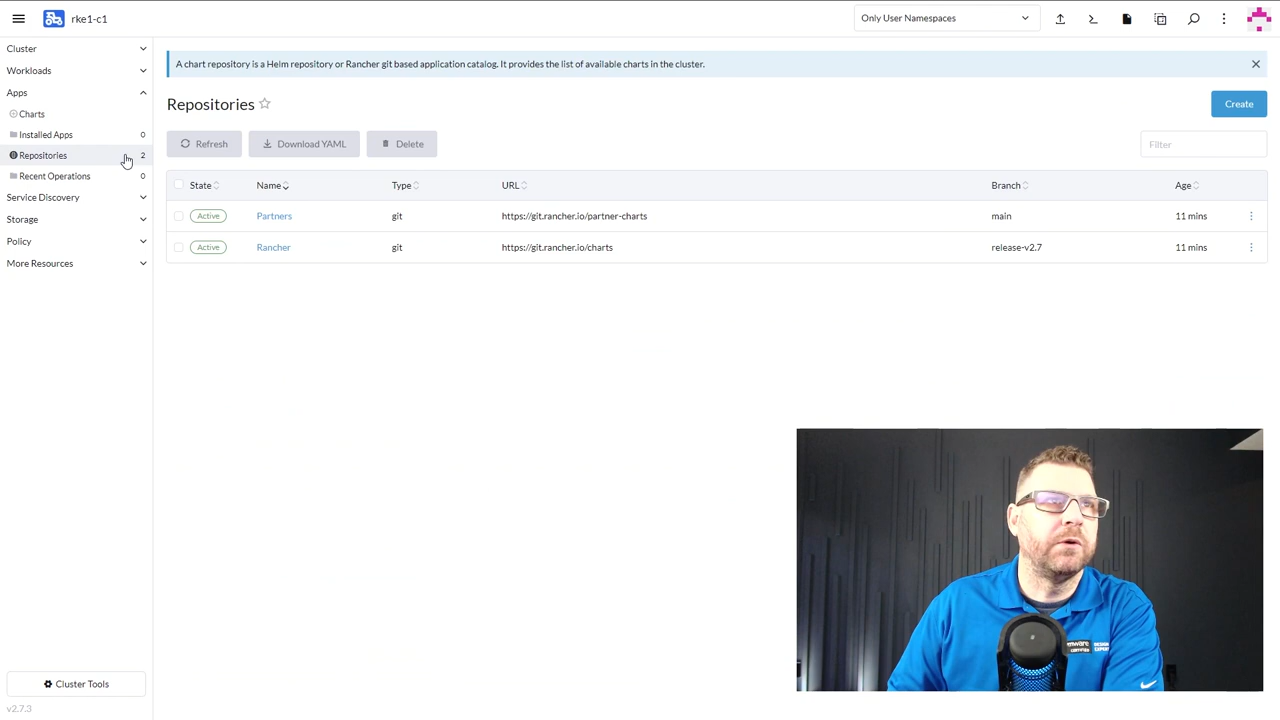 rke1-c1
Only User Namespaces
Cluster
Workloads
Apps
Charts
Installed Apps 0
Repositories 2
Recent Operations 0
Service Discovery
Storage
Policy
More Resources
Cluster Tools
v2.7.3
A chart repository is a Helm repository or Rancher git based application catalog. It provides the list of available charts in the cluster.
Repositories
Create
Refresh
Download YAML
Delete
Filter
State Name Type URL Branch Age
Active Partners git https://git.rancher.io/partner-charts main 11 mins
Active Rancher git https://git.rancher.io/charts release-v2.7 11 mins
DESIGN
EXPERT